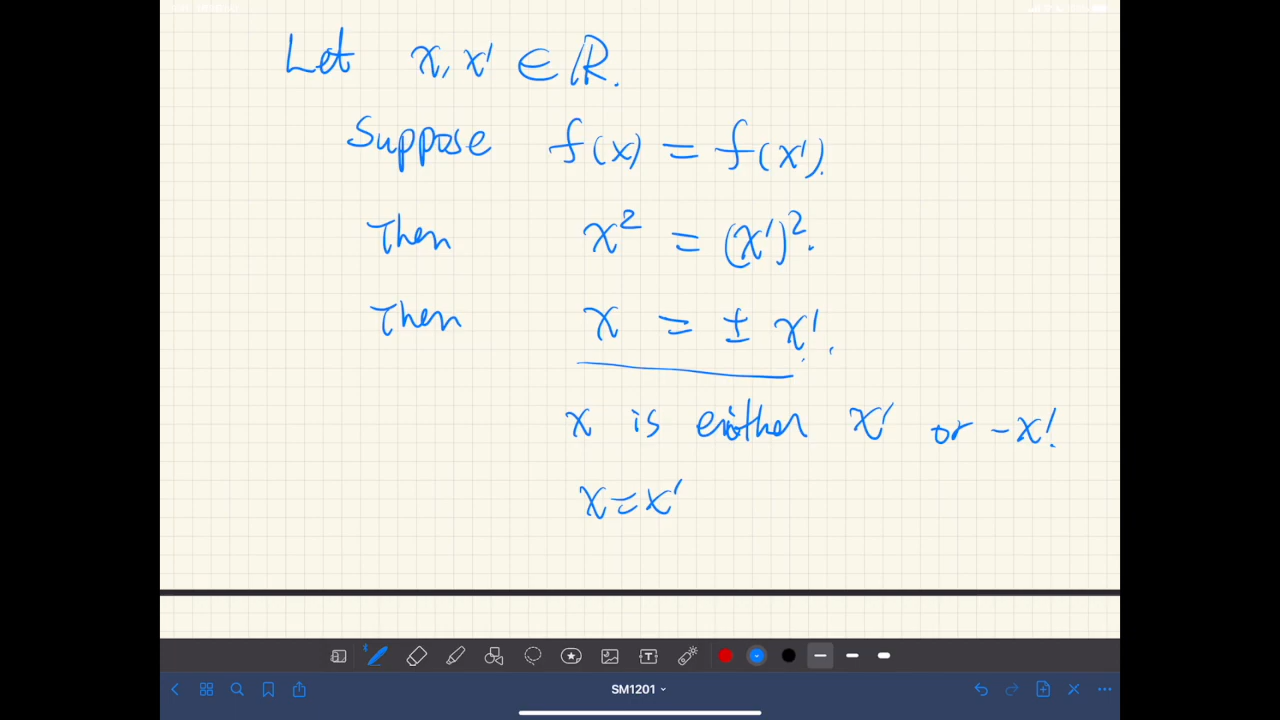 Let x, x' ∈ ℝ.
Suppose f(x) = f(x').
Then x² = (x')².
Then x = ± x'.
x is either x' or -x'.
x = x'
SM1201